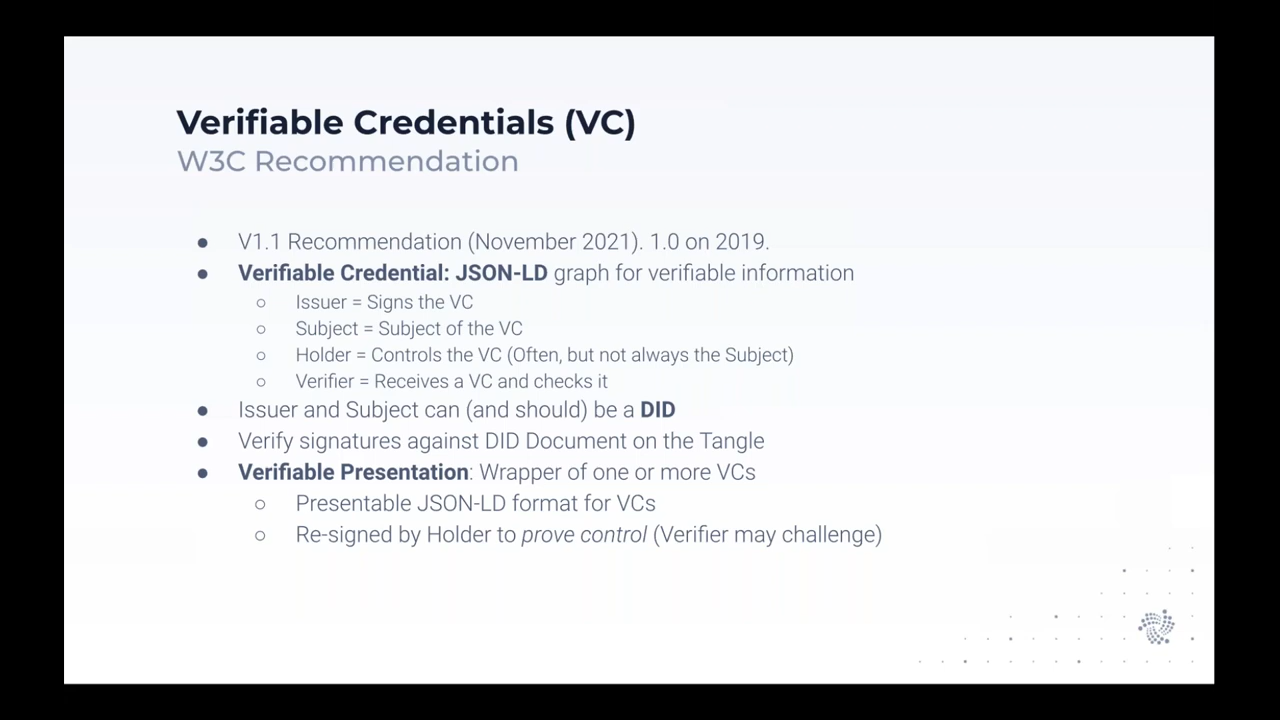 Verifiable Credentials (VC)
W3C Recommendation
● V1.1 Recommendation (November 2021). 1.0 on 2019.
● Verifiable Credential: JSON-LD graph for verifiable information
○ Issuer = Signs the VC
○ Subject = Subject of the VC
○ Holder = Controls the VC (Often, but not always the Subject)
○ Verifier = Receives a VC and checks it
● Issuer and Subject can (and should) be a DID
● Verify signatures against DID Document on the Tangle
● Verifiable Presentation: Wrapper of one or more VCs
○ Presentable JSON-LD format for VCs
○ Re-signed by Holder to prove control (Verifier may challenge)